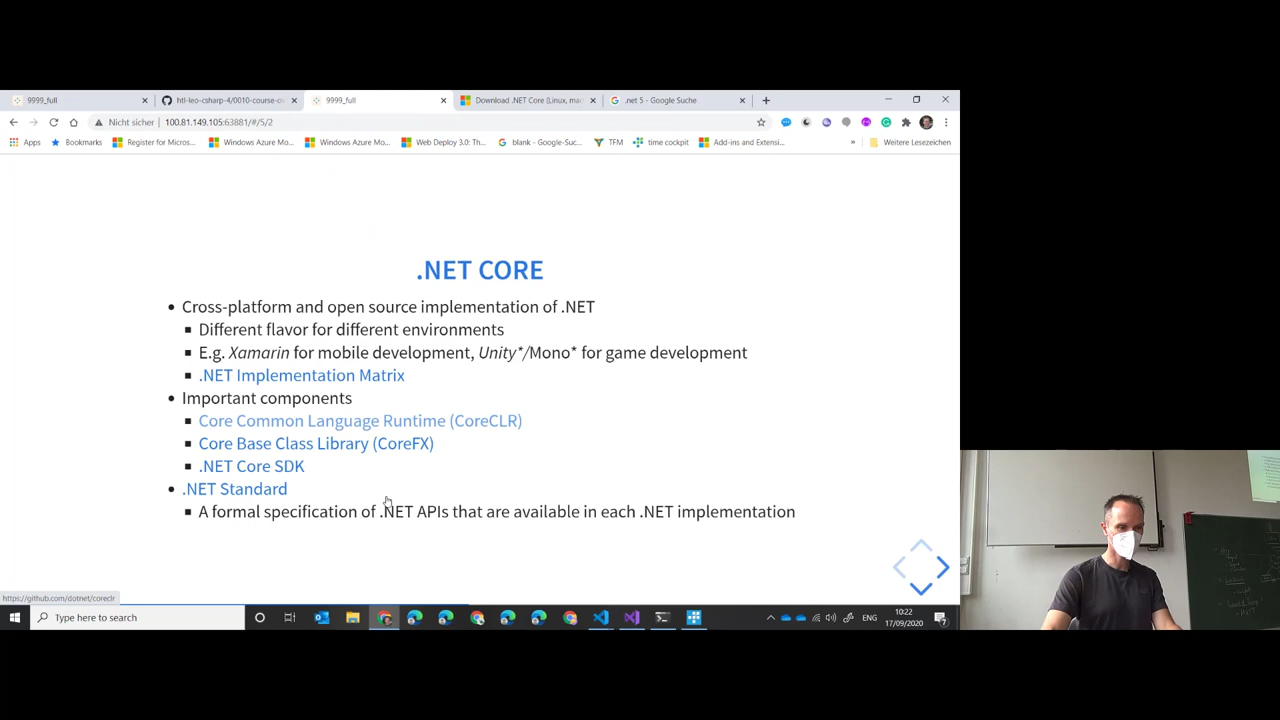 9999_full
htl-leo-csharp-4/0010-course-o
9999_full
Download .NET Core (Linux, mac
.net 5 - Google Suche
Nicht sicher | 100.81.149.105:63881/#/5/2
Apps
Bookmarks
Register for Micros...
Windows Azure Mo...
Windows Azure Mo...
Web Deploy 3.0: Th...
blank - Google-Suc...
TFM
time cockpit
Add-ins and Extensi...
»
Weitere Lesezeichen
.NET CORE
• Cross-platform and open source implementation of .NET
▪ Different flavor for different environments
▪ E.g. Xamarin for mobile development, Unity*/Mono* for game development
▪ .NET Implementation Matrix
• Important components
▪ Core Common Language Runtime (CoreCLR)
▪ Core Base Class Library (CoreFX)
▪ .NET Core SDK
• .NET Standard
▪ A formal specification of .NET APIs that are available in each .NET implementation
https://github.com/dotnet/coreclr
Type here to search
ENG
10:22
17/09/2020
7